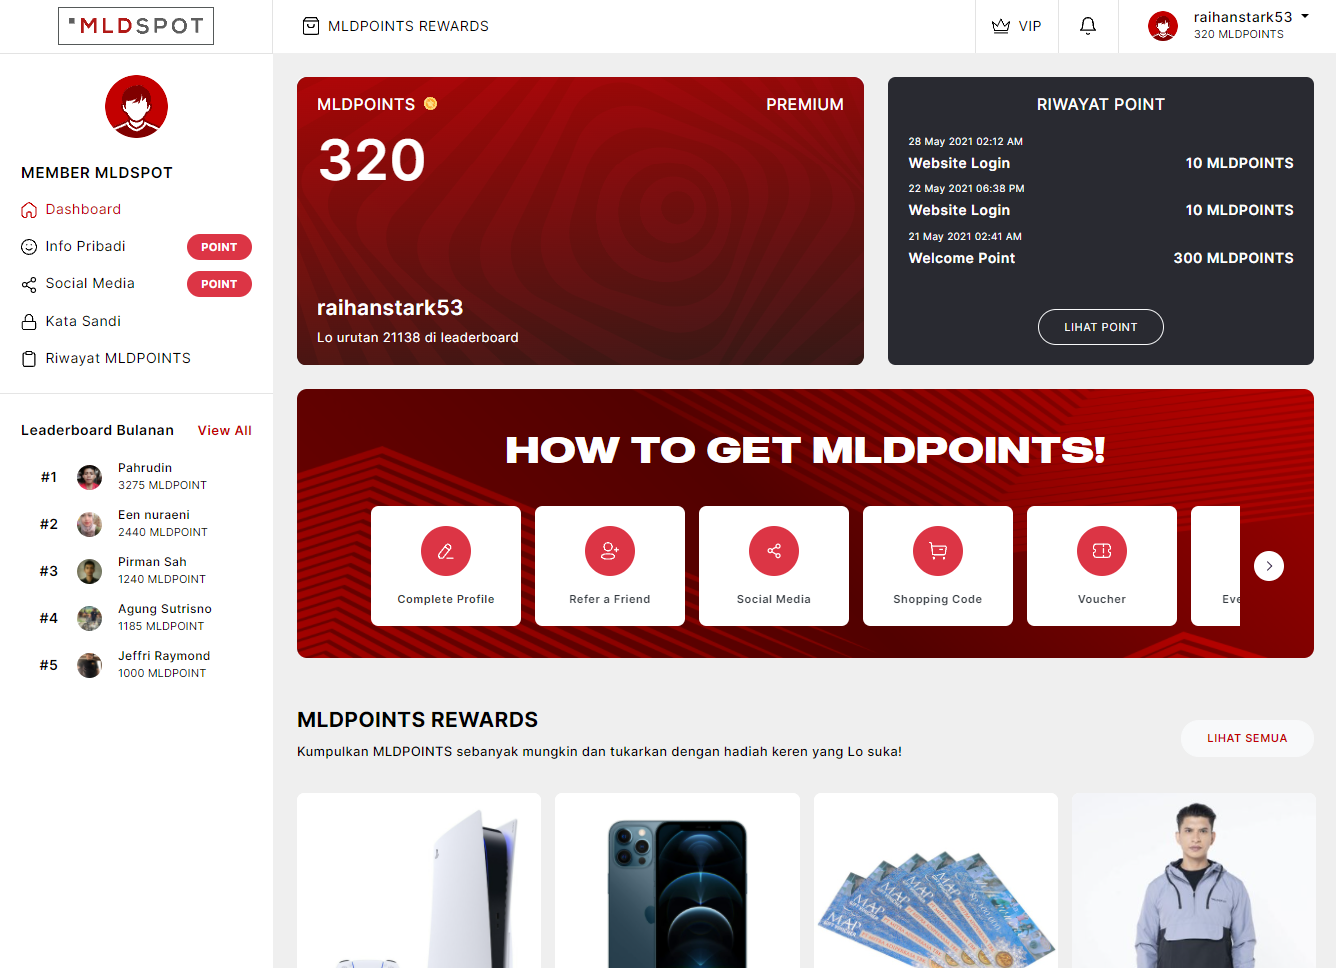 MLDSPOT
MLDPOINTS REWARDS
VIP
raihanstark53
320 MLDPOINTS
MEMBER MLDSPOT
Dashboard
Info Pribadi
POINT
Social Media
POINT
Kata Sandi
Riwayat MLDPOINTS
Leaderboard Bulanan
View All
#1
Pahrudin
3275 MLDPOINT
#2
Een nuraeni
2440 MLDPOINT
#3
Pirman Sah
1240 MLDPOINT
#4
Agung Sutrisno
1185 MLDPOINT
#5
Jeffri Raymond
1000 MLDPOINT
MLDPOINTS
PREMIUM
320
raihanstark53
Lo urutan 21138 di leaderboard
RIWAYAT POINT
28 May 2021 02:12 AM
Website Login 10 MLDPOINTS
22 May 2021 06:38 PM
Website Login 10 MLDPOINTS
21 May 2021 02:41 AM
Welcome Point 300 MLDPOINTS
LIHAT POINT
HOW TO GET MLDPOINTS!
Complete Profile
Refer a Friend
Social Media
Shopping Code
Voucher
Eve
MLDPOINTS REWARDS
Kumpulkan MLDPOINTS sebanyak mungkin dan tukarkan dengan hadiah keren yang Lo suka!
LIHAT SEMUA
MAP
MAP
MAP
MAP